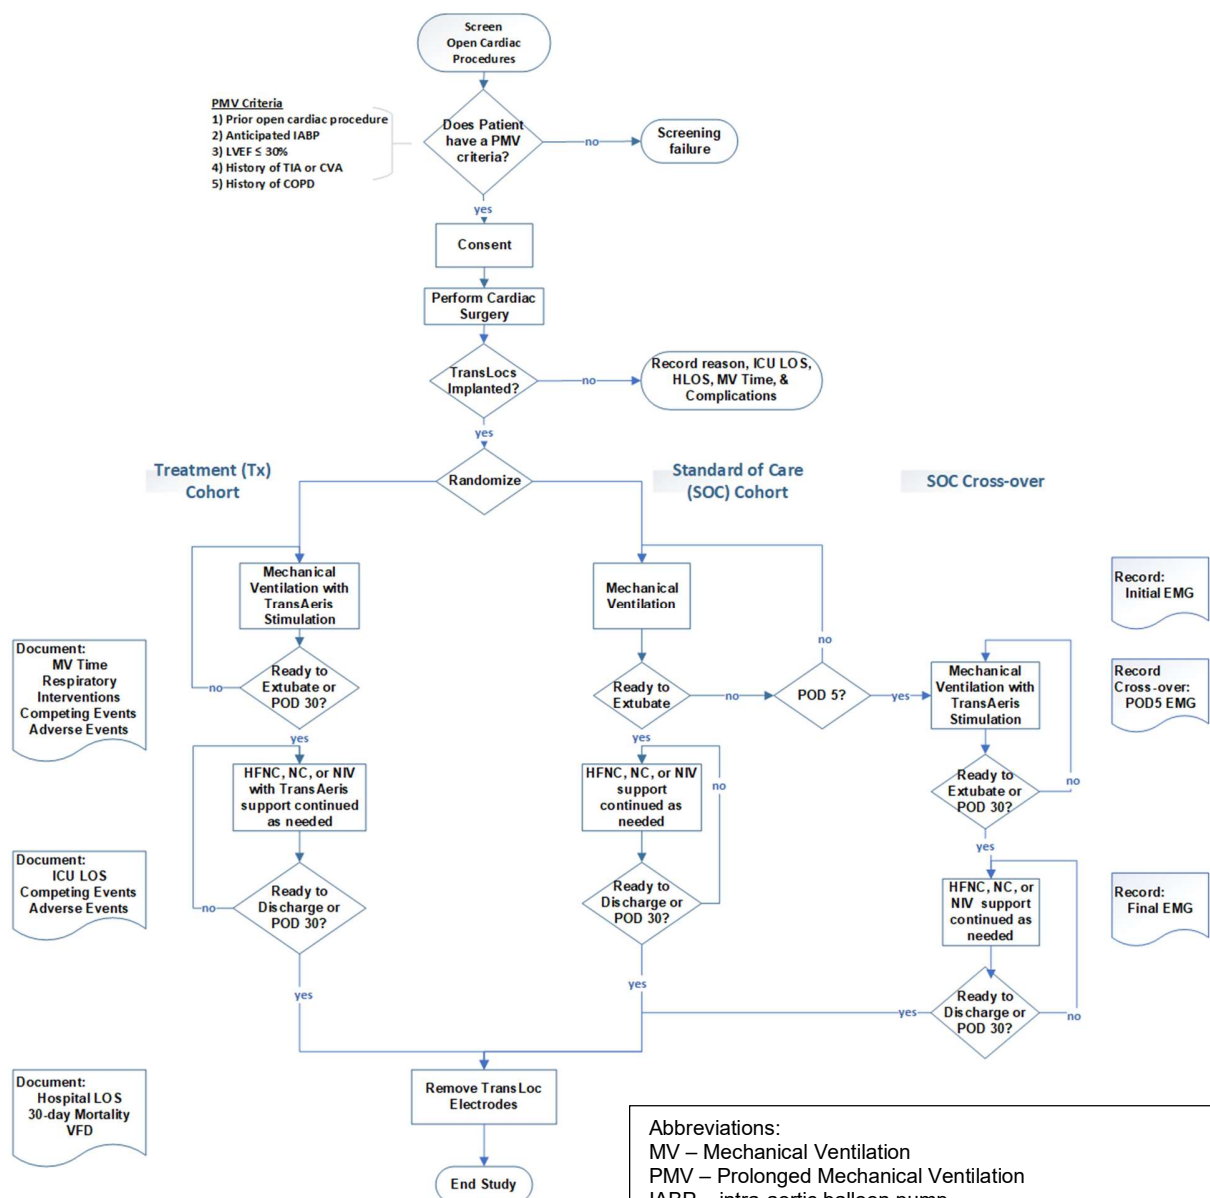 Screen
Open Cardiac
Procedures
PMV Criteria
1) Prior open cardiac procedure
2) Anticipated IABP
3) LVEF ≤ 30%
4) History of TIA or CVA
5) History of COPD
Does Patient
have a PMV
criteria?
no
Screening
failure
yes
Consent
Perform Cardiac
Surgery
TransLocs
Implanted?
no
Record reason, ICU LOS,
HLOS, MV Time, &
Complications
yes
Randomize
Treatment (Tx)
Cohort
Standard of Care
(SOC) Cohort
SOC Cross-over
Mechanical
Ventilation with
TransAeris
Stimulation
Mechanical
Ventilation
Record:
Initial EMG
Document:
MV Time
Respiratory
Interventions
Competing Events
Adverse Events
no
Ready to
Extubate or
POD 30?
yes
Ready to
Extubate
no
POD 5?
no
yes
yes
Mechanical
Ventilation with
TransAeris
Stimulation
Record
Cross-over:
POD5 EMG
Ready to
Extubate or
POD 30?
no
yes
HFNC, NC, or NIV
with TransAeris
support continued
as needed
HFNC, NC, or NIV
support
continued as
needed
no
Document:
ICU LOS
Competing Events
Adverse Events
no
Ready to
Discharge or
POD 30?
yes
Ready to
Discharge or
POD 30?
yes
HFNC, NC, or
NIV support
continued as
needed
Record:
Final EMG
Ready to
Discharge or
POD 30?
yes
no
Document:
Hospital LOS
30-day Mortality
VFD
Remove TransLoc
Electrodes
End Study
Abbreviations:
MV – Mechanical Ventilation
PMV – Prolonged Mechanical Ventilation
IABP – intra-aortic balloon pump